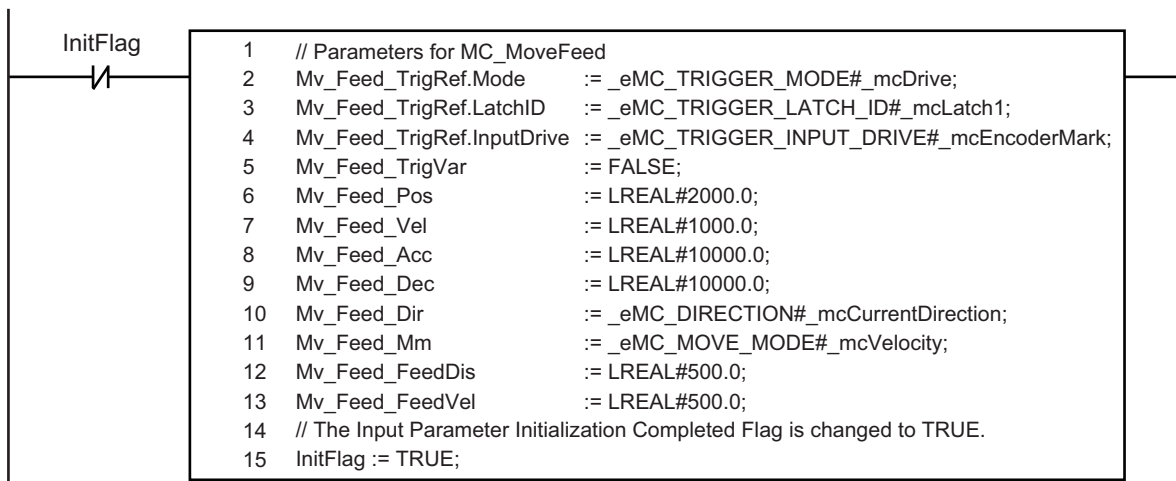 InitFlag
1 // Parameters for MC_MoveFeed
2 Mv_Feed_TrigRef.Mode := _eMC_TRIGGER_MODE#_mcDrive;
3 Mv_Feed_TrigRef.LatchID := _eMC_TRIGGER_LATCH_ID#_mcLatch1;
4 Mv_Feed_TrigRef.InputDrive := _eMC_TRIGGER_INPUT_DRIVE#_mcEncoderMark;
5 Mv_Feed_TrigVar := FALSE;
6 Mv_Feed_Pos := LREAL#2000.0;
7 Mv_Feed_Vel := LREAL#1000.0;
8 Mv_Feed_Acc := LREAL#10000.0;
9 Mv_Feed_Dec := LREAL#10000.0;
10 Mv_Feed_Dir := _eMC_DIRECTION#_mcCurrentDirection;
11 Mv_Feed_Mm := _eMC_MOVE_MODE#_mcVelocity;
12 Mv_Feed_FeedDis := LREAL#500.0;
13 Mv_Feed_FeedVel := LREAL#500.0;
14 // The Input Parameter Initialization Completed Flag is changed to TRUE.
15 InitFlag := TRUE;